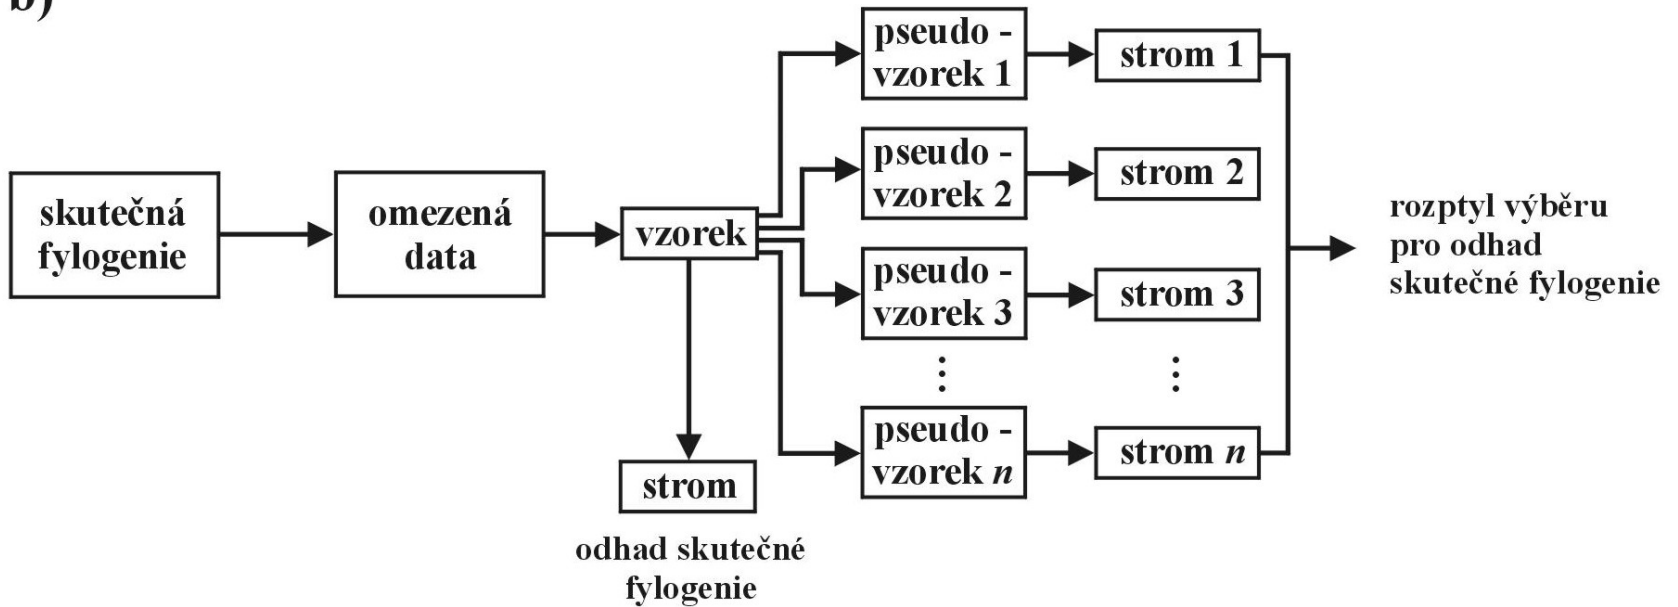 b)
skutečná
fylogenie
omezená
data
vzorek
pseudo -
vzorek 1
strom 1
pseudo -
vzorek 2
strom 2
pseudo -
vzorek 3
strom 3
⋮
⋮
pseudo -
vzorek n
strom n
rozptyl výběru
pro odhad
skutečné fylogenie
strom
odhad skutečné
fylogenie